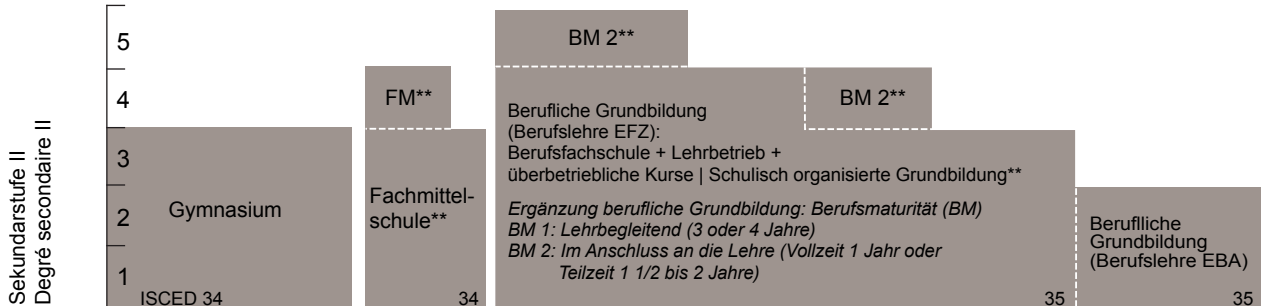 Sekundarstufe II
Degré secondaire II
5
4
3
2
1
Gymnasium
ISCED 34
FM**
Fachmittel-
schule**
34
BM 2**
BM 2**
Berufliche Grundbildung
(Berufslehre EFZ):
Berufsfachschule + Lehrbetrieb +
überbetriebliche Kurse | Schulisch organisierte Grundbildung**
Ergänzung berufliche Grundbildung: Berufsmaturität (BM)
BM 1: Lehrbegleitend (3 oder 4 Jahre)
BM 2: Im Anschluss an die Lehre (Vollzeit 1 Jahr oder
Teilzeit 1 1/2 bis 2 Jahre)
35
Beruflliche
Grundbildung
(Berufslehre EBA)
35